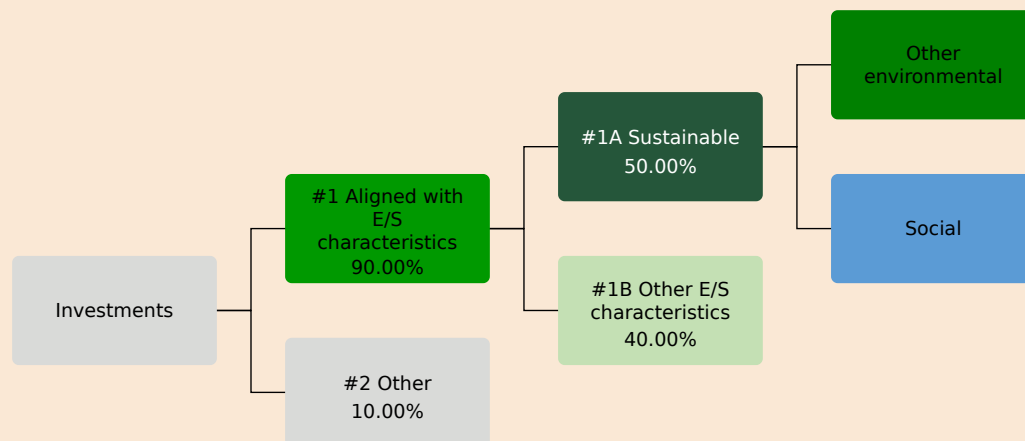 Investments
#1 Aligned with
E/S
characteristics
90.00%
#2 Other
10.00%
#1A Sustainable
50.00%
#1B Other E/S
characteristics
40.00%
Other
environmental
Social